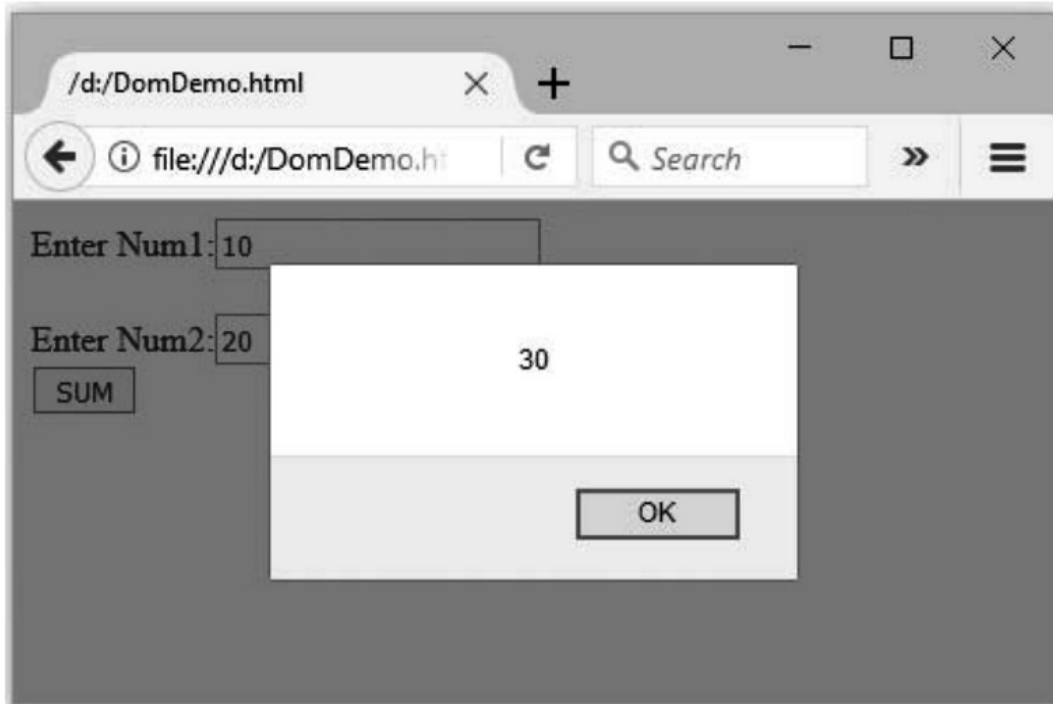 /d:/DomDemo.html
file:///d:/DomDemo.ht
Search
Enter Num1: 10
Enter Num2: 20
SUM
30
OK